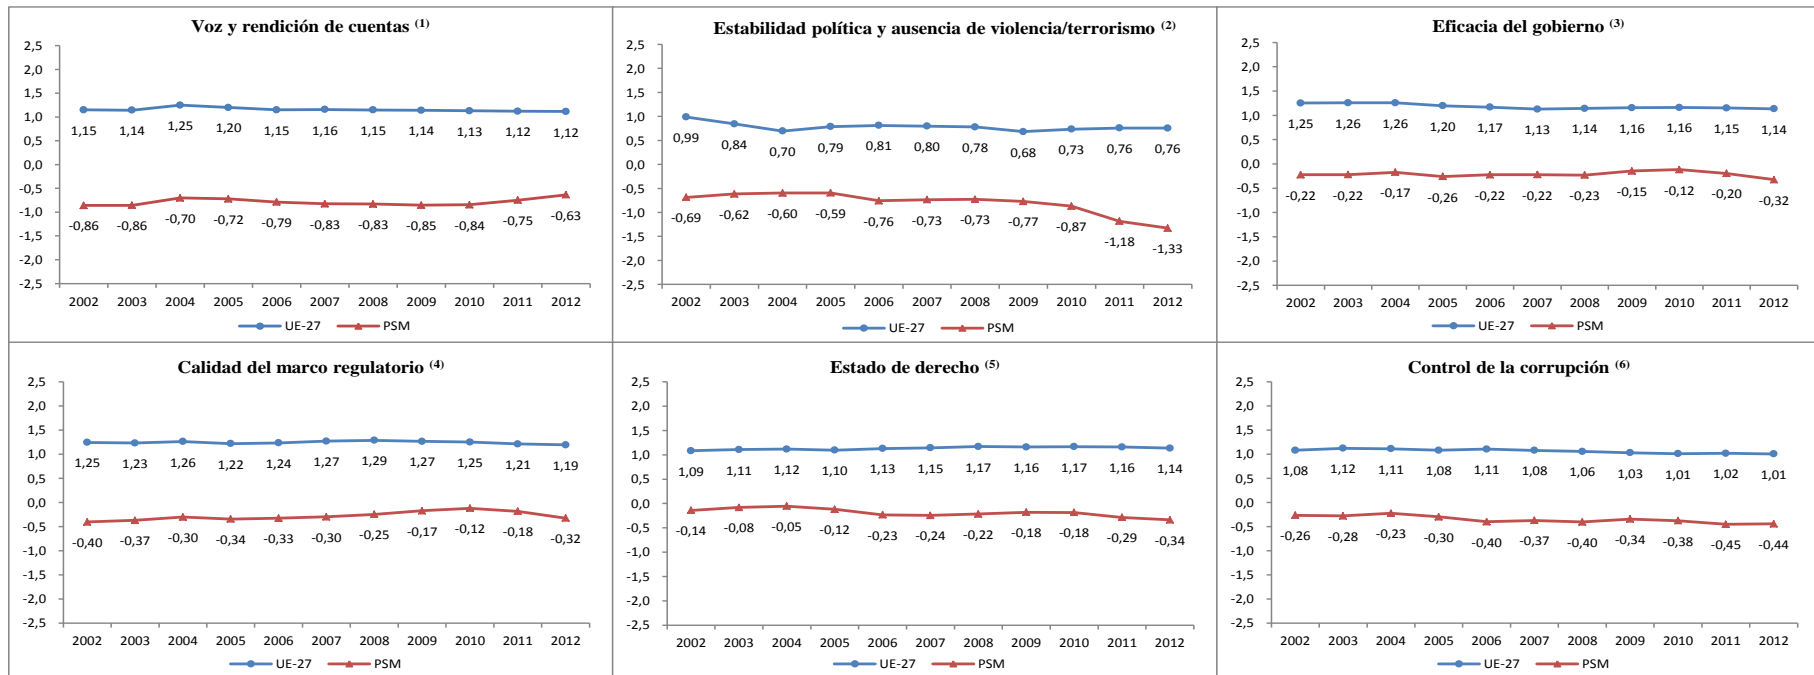 Voz y rendición de cuentas (1)
2,5
2,0
1,5
1,0
0,5
0,0
-0,5
-1,0
-1,5
-2,0
-2,5
1,15 1,14 1,25 1,20 1,15 1,16 1,15 1,14 1,13 1,12 1,12
-0,86 -0,86 -0,70 -0,72 -0,79 -0,83 -0,83 -0,85 -0,84 -0,75 -0,63
2002 2003 2004 2005 2006 2007 2008 2009 2010 2011 2012
UE-27 PSM
Estabilidad política y ausencia de violencia/terrorismo (2)
2,5
2,0
1,5
1,0
0,5
0,0
-0,5
-1,0
-1,5
-2,0
-2,5
0,99 0,84 0,70 0,79 0,81 0,80 0,78 0,68 0,73 0,76 0,76
-0,69 -0,62 -0,60 -0,59 -0,76 -0,73 -0,73 -0,77 -0,87 -1,18 -1,33
2002 2003 2004 2005 2006 2007 2008 2009 2010 2011 2012
UE-27 PSM
Eficacia del gobierno (3)
2,5
2,0
1,5
1,0
0,5
0,0
-0,5
-1,0
-1,5
-2,0
-2,5
1,25 1,26 1,26 1,20 1,17 1,13 1,14 1,16 1,16 1,15 1,14
-0,22 -0,22 -0,17 -0,26 -0,22 -0,22 -0,23 -0,15 -0,12 -0,20 -0,32
2002 2003 2004 2005 2006 2007 2008 2009 2010 2011 2012
UE-27 PSM
Calidad del marco regulatorio (4)
2,5
2,0
1,5
1,0
0,5
0,0
-0,5
-1,0
-1,5
-2,0
-2,5
1,25 1,23 1,26 1,22 1,24 1,27 1,29 1,27 1,25 1,21 1,19
-0,40 -0,37 -0,30 -0,34 -0,33 -0,30 -0,25 -0,17 -0,12 -0,18 -0,32
2002 2003 2004 2005 2006 2007 2008 2009 2010 2011 2012
UE-27 PSM
Estado de derecho (5)
2,5
2,0
1,5
1,0
0,5
0,0
-0,5
-1,0
-1,5
-2,0
-2,5
1,09 1,11 1,12 1,10 1,13 1,15 1,17 1,16 1,17 1,16 1,14
-0,14 -0,08 -0,05 -0,12 -0,23 -0,24 -0,22 -0,18 -0,18 -0,29 -0,34
2002 2003 2004 2005 2006 2007 2008 2009 2010 2011 2012
UE-27 PSM
Control de la corrupción (6)
2,5
2,0
1,5
1,0
0,5
0,0
-0,5
-1,0
-1,5
-2,0
-2,5
1,08 1,12 1,11 1,08 1,11 1,08 1,06 1,03 1,01 1,02 1,01
-0,26 -0,28 -0,23 -0,30 -0,40 -0,37 -0,40 -0,34 -0,38 -0,45 -0,44
2002 2003 2004 2005 2006 2007 2008 2009 2010 2011 2012
UE-27 PSM